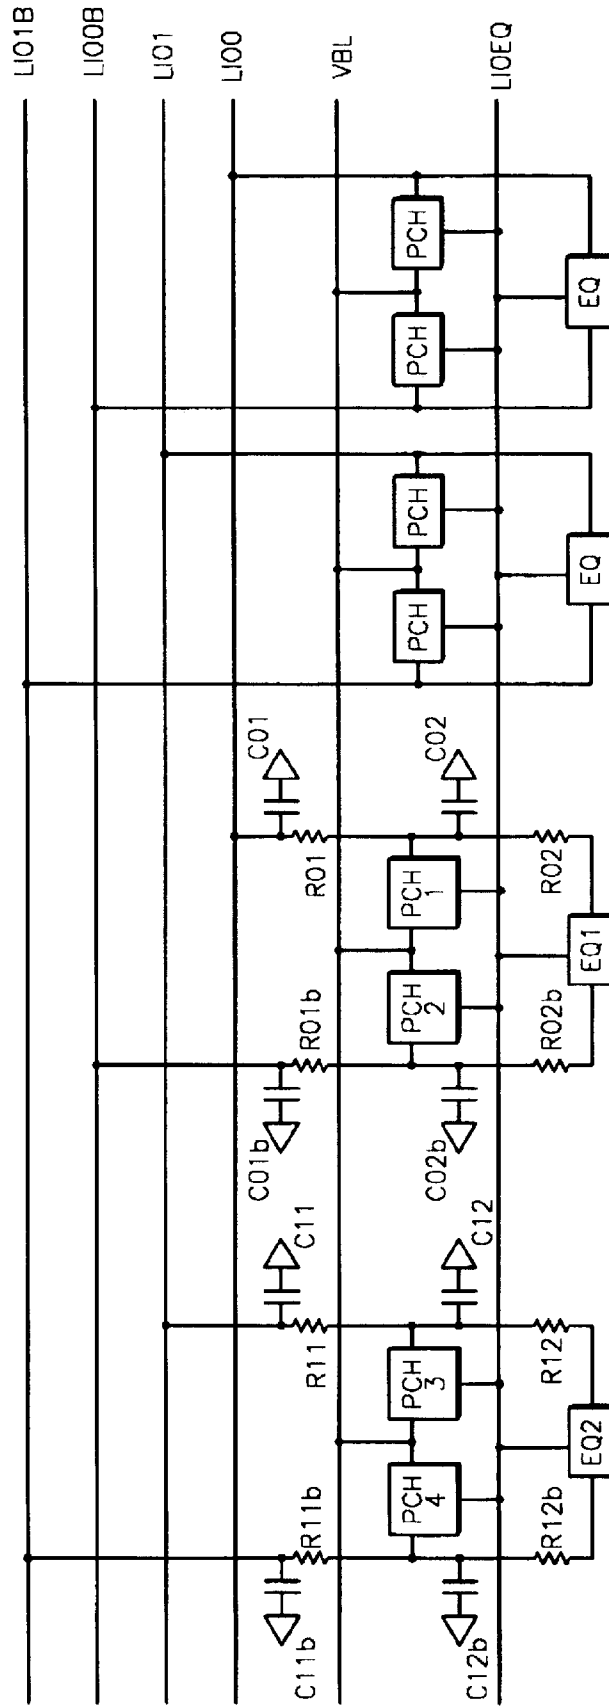 LIO1B
LIO0B
LIO1
LIO0
C11b
C11
C01b
C01
R11b
R11
R01b
R01
VBL
PCH
4
PCH
3
PCH
2
PCH
1
PCH
PCH
PCH
PCH
C12b
C12
C02b
C02
LIOEQ
R12b
R12
R02b
R02
EQ2
EQ1
EQ
EQ